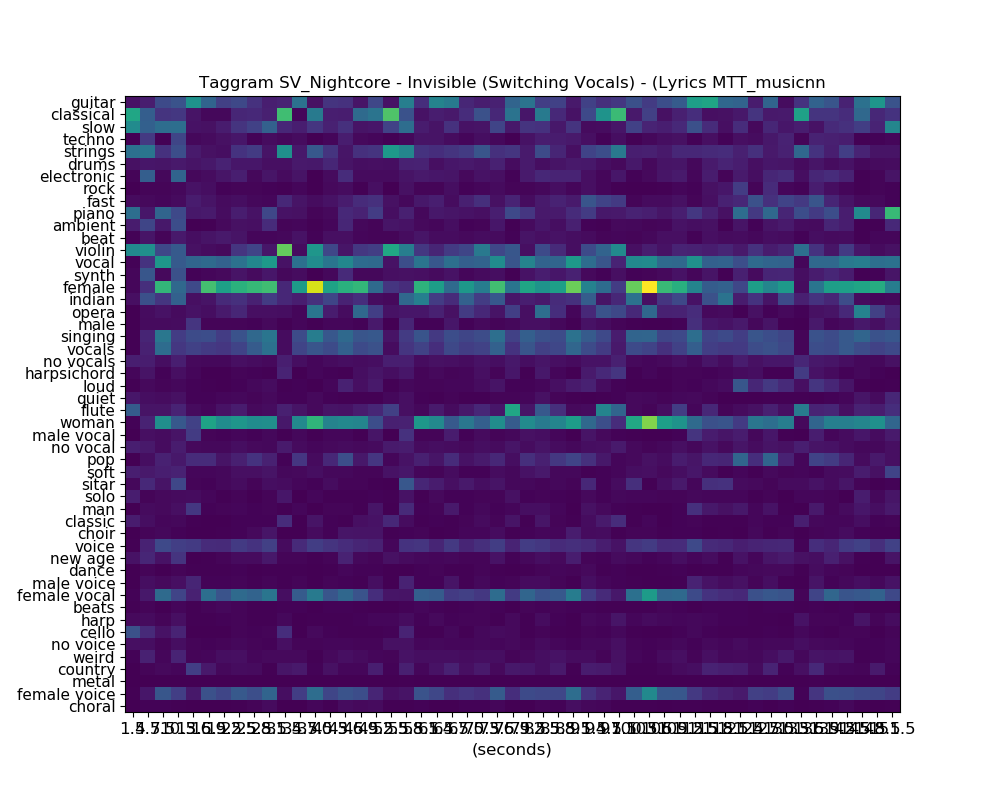 Taggram SV_Nightcore - Invisible (Switching Vocals) - (Lyrics MTT_musicnn
guitar
classical
slow
techno
strings
drums
electronic
rock
fast
piano
ambient
beat
violin
vocal
synth
female
indian
opera
male
singing
vocals
no vocals
harpsichord
loud
quiet
flute
woman
male vocal
no vocal
pop
soft
sitar
solo
man
classic
choir
voice
new age
dance
male voice
female vocal
beats
harp
cello
no voice
weird
country
metal
female voice
choral
(seconds)